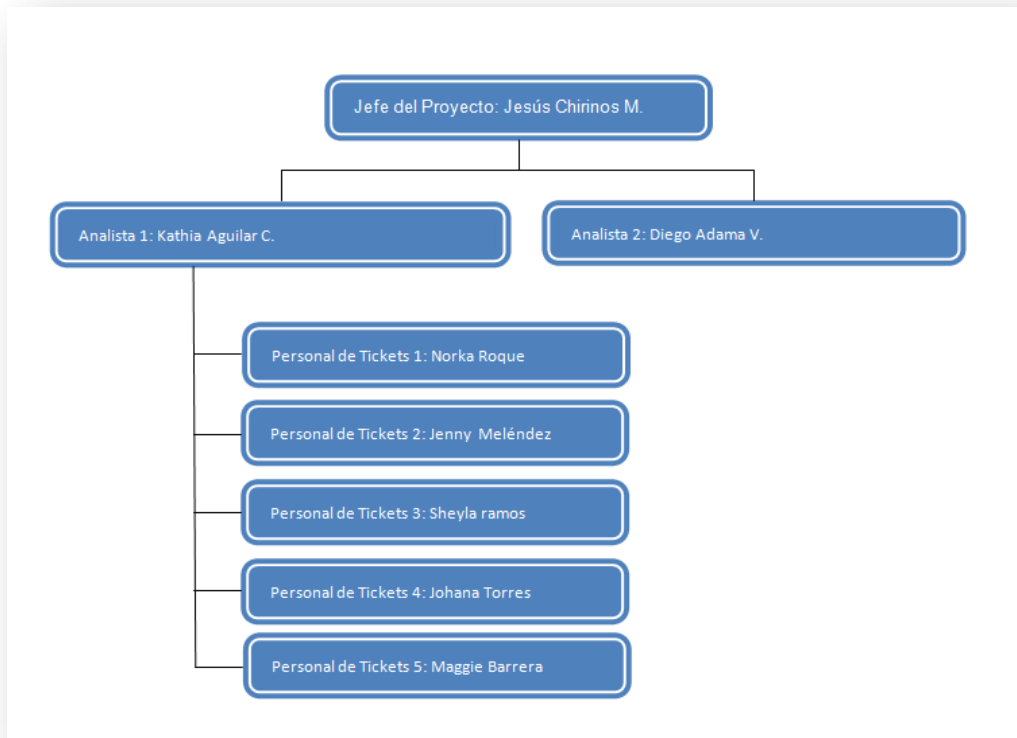 Jefe del Proyecto: Jesús Chirinos M.
Analista 1: Kathia Aguilar C.
Analista 2: Diego Adama V.
Personal de Tickets 1: Norka Roque
Personal de Tickets 2: Jenny  Meléndez
Personal de Tickets 3: Sheyla ramos
Personal de Tickets 4: Johana Torres
Personal de Tickets 5: Maggie Barrera